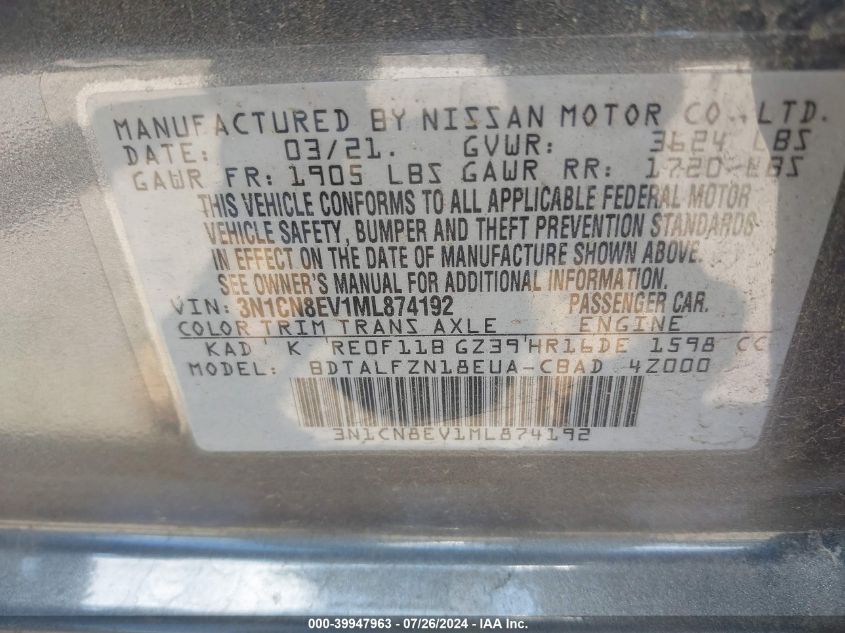 MANUFACTURED BY NISSAN MOTOR CO., LTD.
DATE: 03/21. GVWR: 3624 LBS
GAWR FR: 1905 LBS GAWR RR: 1720 LBS
THIS VEHICLE CONFORMS TO ALL APPLICABLE FEDERAL MOTOR
VEHICLE SAFETY, BUMPER AND THEFT PREVENTION STANDARDS
IN EFFECT ON THE DATE OF MANUFACTURE SHOWN ABOVE.
SEE OWNER'S MANUAL FOR ADDITIONAL INFORMATION.
VIN: 3N1CN8EV1ML874192 PASSENGER CAR.
COLOR TRIM TRANS AXLE ENGINE
KAD K RE0F11B GZ39 HR16DE 1598 CC
MODEL: BDTALFZN18EUA-CBAD 4Z000
3N1CN8EV1ML874192
000-39947963 / 07/26/2024 - IAA Inc.